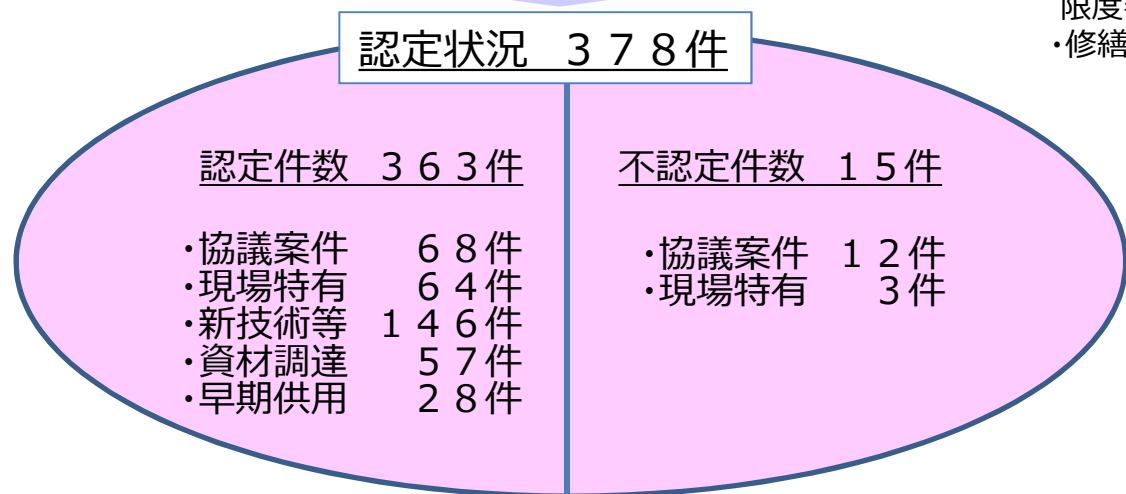 限度
・修繕
認定状況　３７８件
認定件数　３６３件
・協議案件　　６８件
・現場特有　　６４件
・新技術等　１４６件
・資材調達　　５７件
・早期供用　　２８件
不認定件数　１５件
・協議案件　１２件
・現場特有　　３件